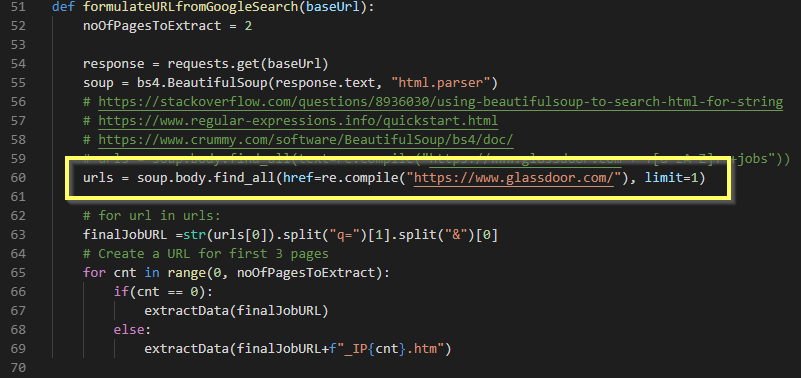 51 def formulateURLfromGoogleSearch(baseUrl):
52 noOfPagesToExtract = 2
53
54 response = requests.get(baseUrl)
55 soup = bs4.BeautifulSoup(response.text, "html.parser")
56 # https://stackoverflow.com/questions/8936030/using-beautifulsoup-to-search-html-for-string
57 # https://www.regular-expressions.info/quickstart.html
58 # https://www.crummy.com/software/BeautifulSoup/bs4/doc/
59 # urls = soup.body.find_all(text=re.compile("https://www.glassdoor.com jobs"))
60 urls = soup.body.find_all(href=re.compile("https://www.glassdoor.com/"), limit=1)
61
62 # for url in urls:
63 finalJobURL =str(urls[0]).split("q=")[1].split("&")[0]
64 # Create a URL for first 3 pages
65 for cnt in range(0, noOfPagesToExtract):
66 if(cnt == 0):
67 extractData(finalJobURL)
68 else:
69 extractData(finalJobURL+f"_IP{cnt}.htm")
70